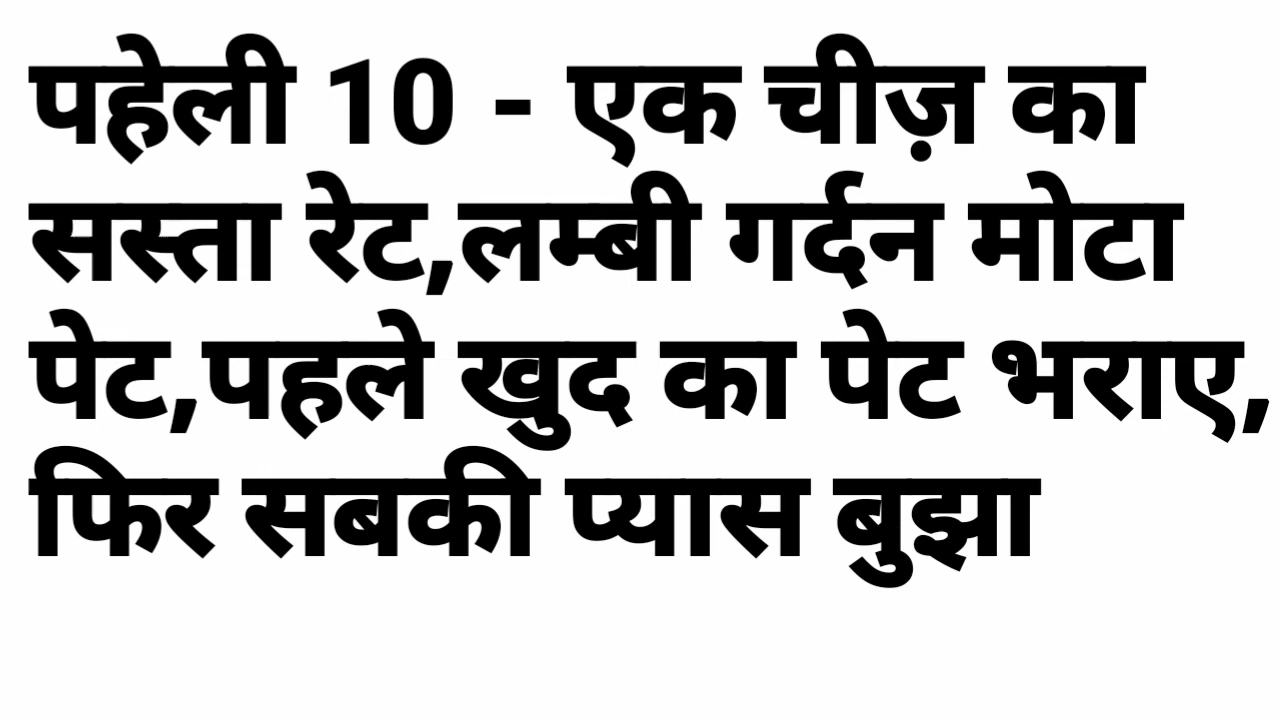 पहेली 10 - एक चीज़ का
सस्ता रेट,लम्बी गर्दन मोटा
पेट,पहले खुद का पेट भराए,
फिर सबकी प्यास बुझा